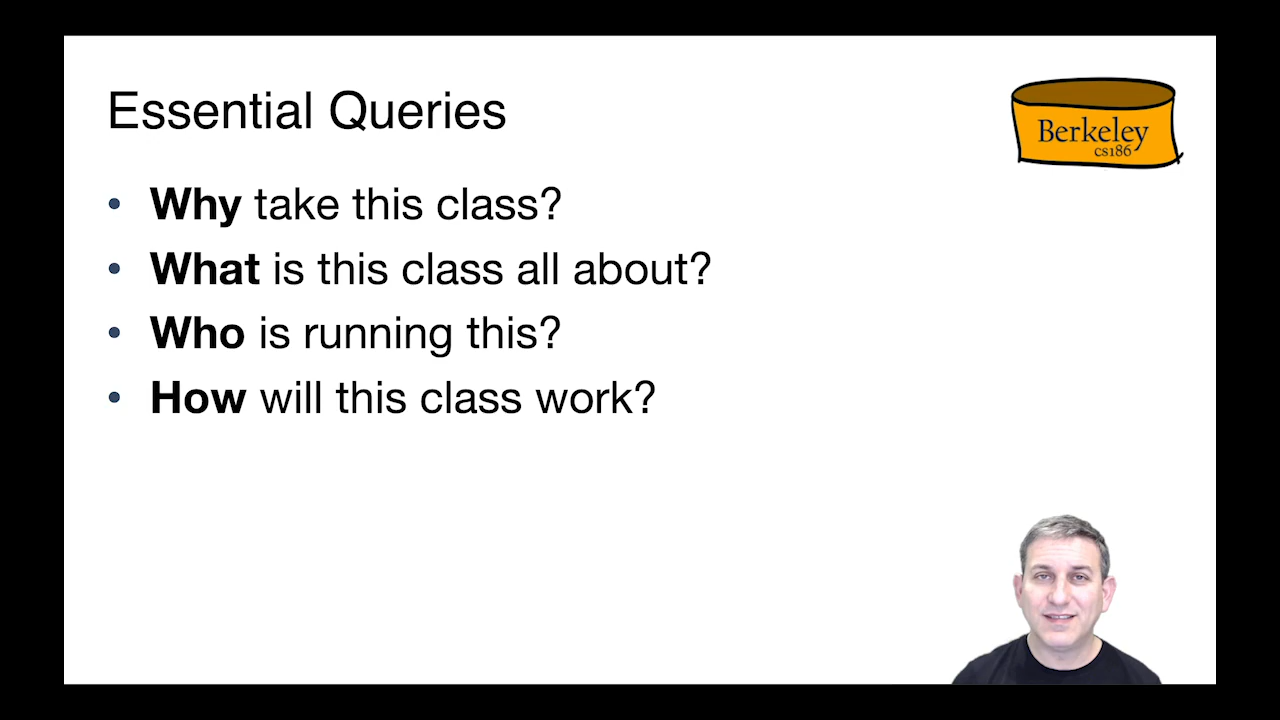 Essential Queries
Berkeley
cs186
• Why take this class?
• What is this class all about?
• Who is running this?
• How will this class work?